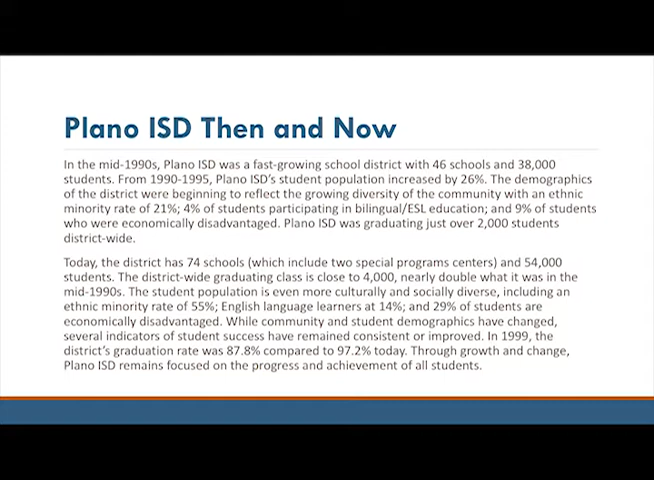 Plano ISD Then and Now
In the mid-1990s, Plano ISD was a fast-growing school district with 46 schools and 38,000
students. From 1990-1995, Plano ISD's student population increased by 26%. The demographics
of the district were beginning to reflect the growing diversity of the community with an ethnic
minority rate of 21%; 4% of students participating in bilingual/ESL education; and 9% of students
who were economically disadvantaged. Plano ISD was graduating just over 2,000 students
district-wide.
Today, the district has 74 schools (which include two special programs centers) and 54,000
students. The district-wide graduating class is close to 4,000, nearly double what it was in the
mid-1990s. The student population is even more culturally and socially diverse, including an
ethnic minority rate of 55%; English language learners at 14%; and 29% of students are
economically disadvantaged. While community and student demographics have changed,
several indicators of student success have remained consistent or improved. In 1999, the
district's graduation rate was 87.8% compared to 97.2% today. Through growth and change,
Plano ISD remains focused on the progress and achievement of all students.